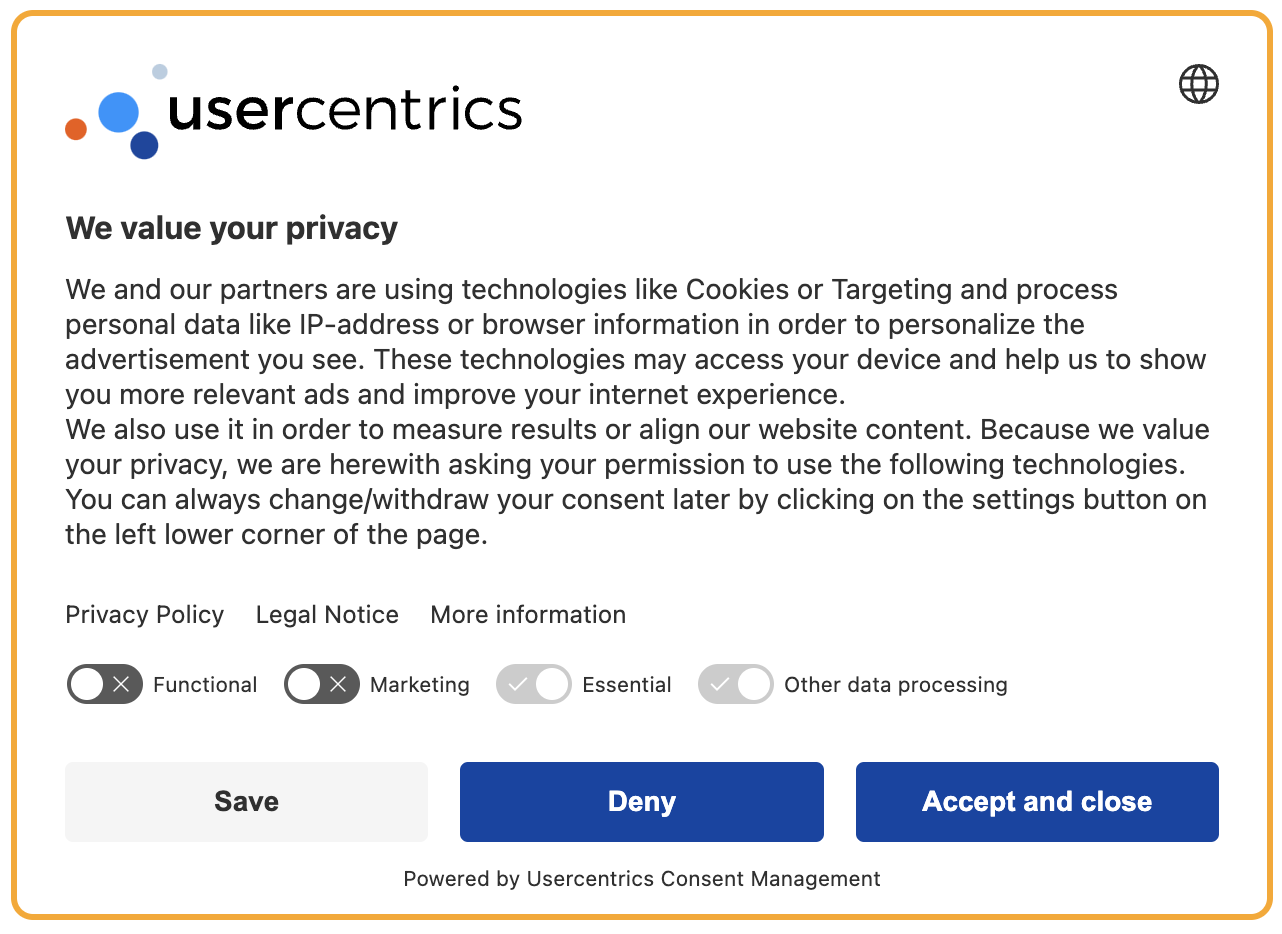 usercentrics
We value your privacy
We and our partners are using technologies like Cookies or Targeting and process
personal data like IP-address or browser information in order to personalize the
advertisement you see. These technologies may access your device and help us to show
you more relevant ads and improve your internet experience.
We also use it in order to measure results or align our website content. Because we value
your privacy, we are herewith asking your permission to use the following technologies.
You can always change/withdraw your consent later by clicking on the settings button on
the left lower corner of the page.
Privacy Policy Legal Notice More information
Functional Marketing Essential Other data processing
Save Deny Accept and close
Powered by Usercentrics Consent Management